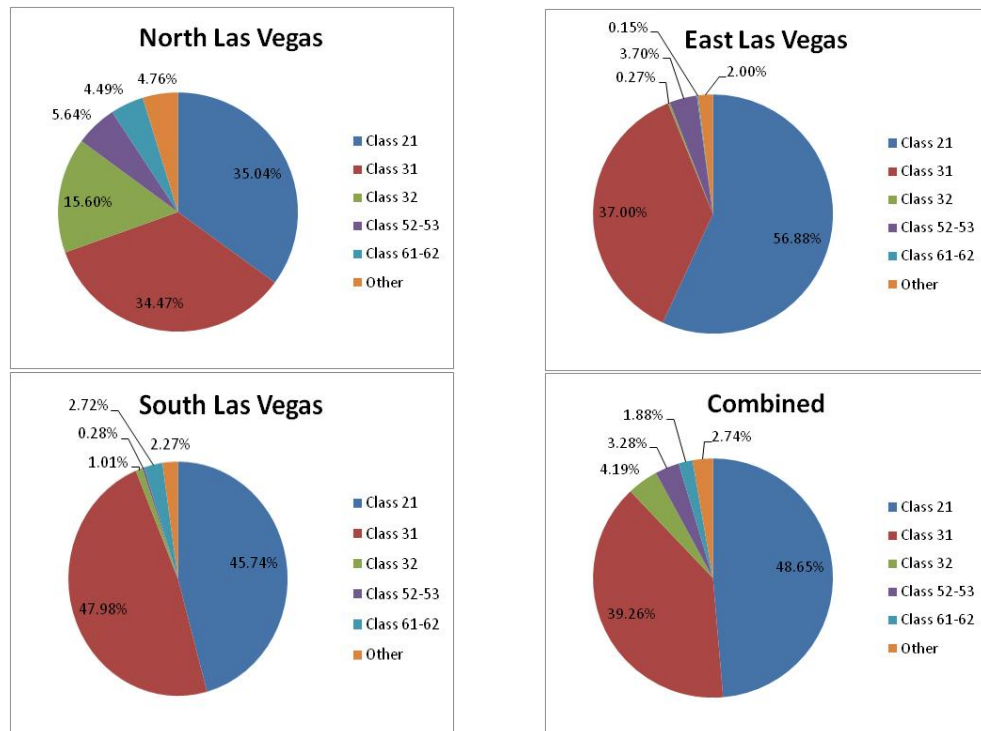 North Las Vegas
4.76%
4.49%
5.64%
15.60%
35.04%
34.47%
Class 21
Class 31
Class 32
Class 52-53
Class 61-62
Other
East Las Vegas
0.15%
3.70%
0.27%
2.00%
37.00%
56.88%
Class 21
Class 31
Class 32
Class 52-53
Class 61-62
Other
South Las Vegas
2.72%
0.28%
1.01%
2.27%
45.74%
47.98%
Class 21
Class 31
Class 32
Class 52-53
Class 61-62
Other
Combined
1.88%
3.28%
4.19%
2.74%
48.65%
39.26%
Class 21
Class 31
Class 32
Class 52-53
Class 61-62
Other